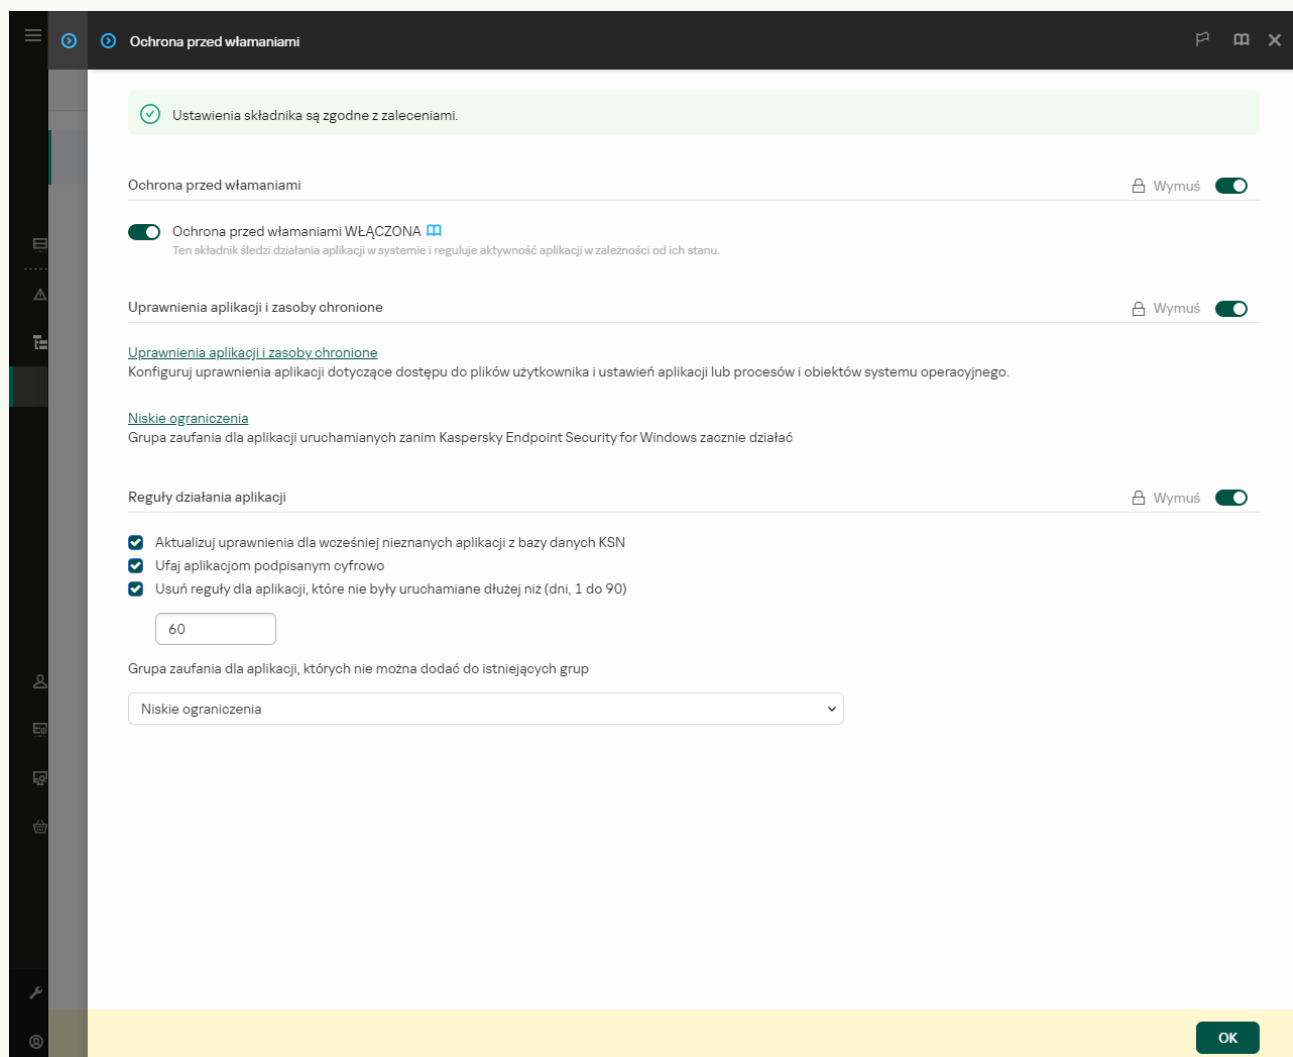 Ochrona przed włamaniami
Ustawienia składnika są zgodne z zaleceniami.
Ochrona przed włamaniami
Wymuś
Ochrona przed włamaniami WŁĄCZONA
Ten składnik śledzi działania aplikacji w systemie i reguluje aktywność aplikacji w zależności od ich stanu.
Uprawnienia aplikacji i zasoby chronione
Wymuś
Uprawnienia aplikacji i zasoby chronione
Konfiguruj uprawnienia aplikacji dotyczące dostępu do plików użytkownika i ustawień aplikacji lub procesów i obiektów systemu operacyjnego.
Niskie ograniczenia
Grupa zaufania dla aplikacji uruchamianych zanim Kaspersky Endpoint Security for Windows zacznie działać
Reguły działania aplikacji
Wymuś
Aktualizuj uprawnienia dla wcześniej nieznanych aplikacji z bazy danych KSN
Ufaj aplikacjom podpisanym cyfrowo
Usuń reguły dla aplikacji, które nie były uruchamiane dłużej niż (dni, 1 do 90)
60
Grupa zaufania dla aplikacji, których nie można dodać do istniejących grup
Niskie ograniczenia
OK